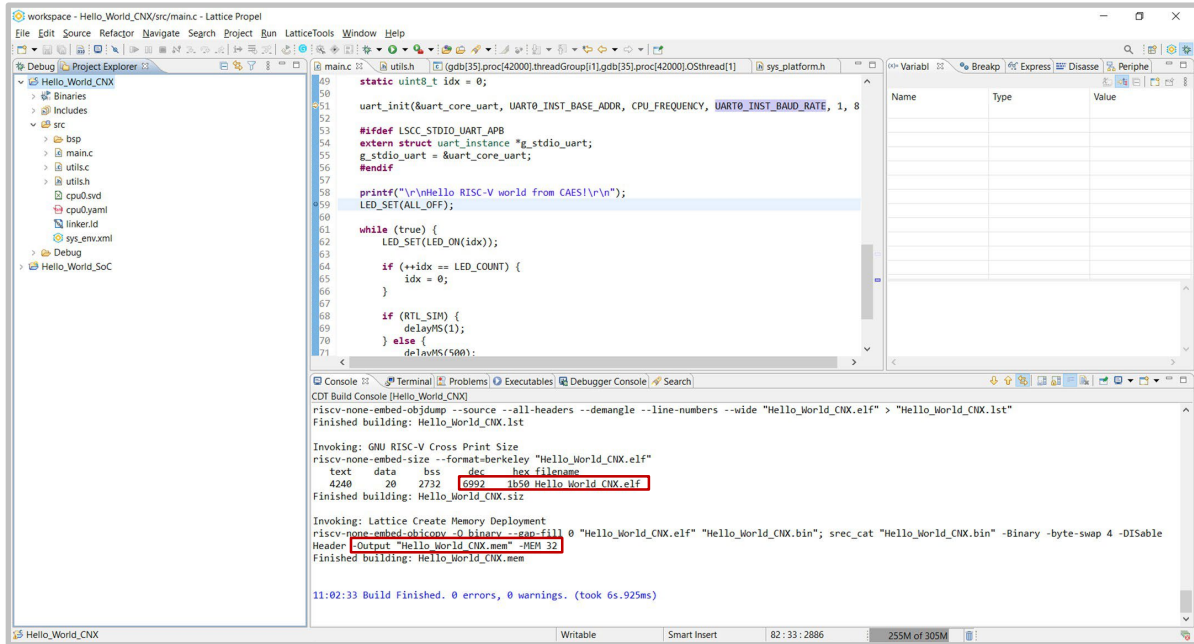 workspace - Hello_World_CNX/src/main.c - Lattice Propel
File Edit Source Refactor Navigate Search Project Run LatticeTools Window Help
Debug Project Explorer
Hello_World_CNX
Binaries
Includes
src
bsp
main.c
utils.c
utils.h
cpu0.svd
cpu0.yaml
linker.ld
sys_env.xml
Debug
Hello_World_SoC
main.c utils.h (gdb[35].proc[42000].threadGroup[i1],gdb[35].proc[42000].OSthread[1] sys_platform.h
49 static uint8_t idx = 0;
50
51 uart_init(&uart_core_uart, UART0_INST_BASE_ADDR, CPU_FREQUENCY, UART0_INST_BAUD_RATE, 1, 8
52
53 #ifdef LSCC_STDIO_UART_APB
54 extern struct uart_instance *g_stdio_uart;
55 g_stdio_uart = &uart_core_uart;
56 #endif
57
58 printf("\r\nHello RISC-V world from CAES!\r\n");
59 LED_SET(ALL_OFF);
60
61 while (true) {
62 LED_SET(LED_ON(idx));
63
64 if (++idx == LED_COUNT) {
65 idx = 0;
66 }
67
68 if (RTL_SIM) {
69 delayMS(1);
70 } else {
71 delayMS(500);
(x)= Variabl Breakp Express Disasse Periphe
Name Type Value
Console Terminal Problems Executables Debugger Console Search
CDT Build Console [Hello_World_CNX]
riscv-none-embed-objdump --source --all-headers --demangle --line-numbers --wide "Hello_World_CNX.elf" > "Hello_World_CNX.lst"
Finished building: Hello_World_CNX.lst
Invoking: GNU RISC-V Cross Print Size
riscv-none-embed-size --format=berkeley "Hello_World_CNX.elf"
text data bss dec hex filename
4240 20 2732 6992 1b50 Hello_World_CNX.elf
Finished building: Hello_World_CNX.siz
Invoking: Lattice Create Memory Deployment
riscv-none-embed-objcopy -O binary --gap-fill 0 "Hello_World_CNX.elf" "Hello_World_CNX.bin"; srec_cat "Hello_World_CNX.bin" -Binary -byte-swap 4 -DISable
Header -Output "Hello_World_CNX.mem" -MEM 32
Finished building: Hello_World_CNX.mem
11:02:33 Build Finished. 0 errors, 0 warnings. (took 6s.925ms)
Hello_World_CNX Writable Smart Insert 82 : 33 : 2886 255M of 305M